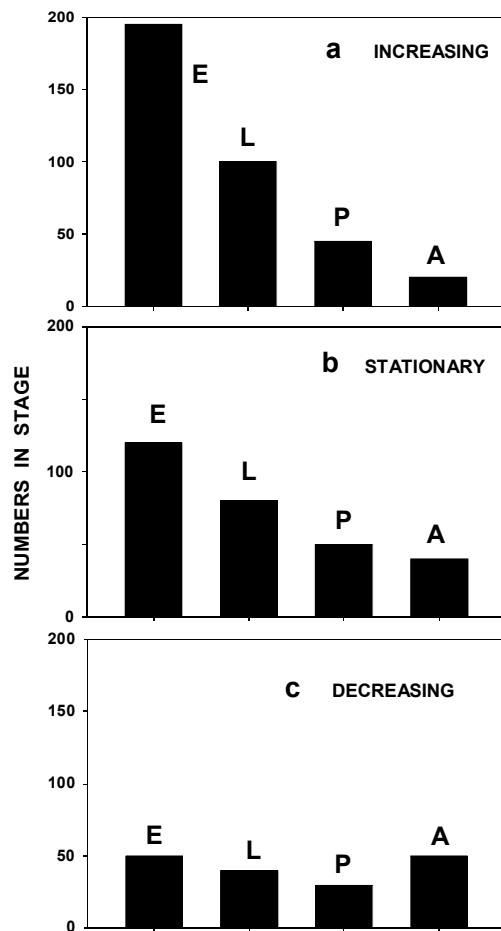 NUMBERS IN STAGE
200
150
100
50
0
a INCREASING
E
L
P
A
200
100
0
b STATIONARY
E
L
P
A
200
150
100
50
0
c DECREASING
E
L
P
A